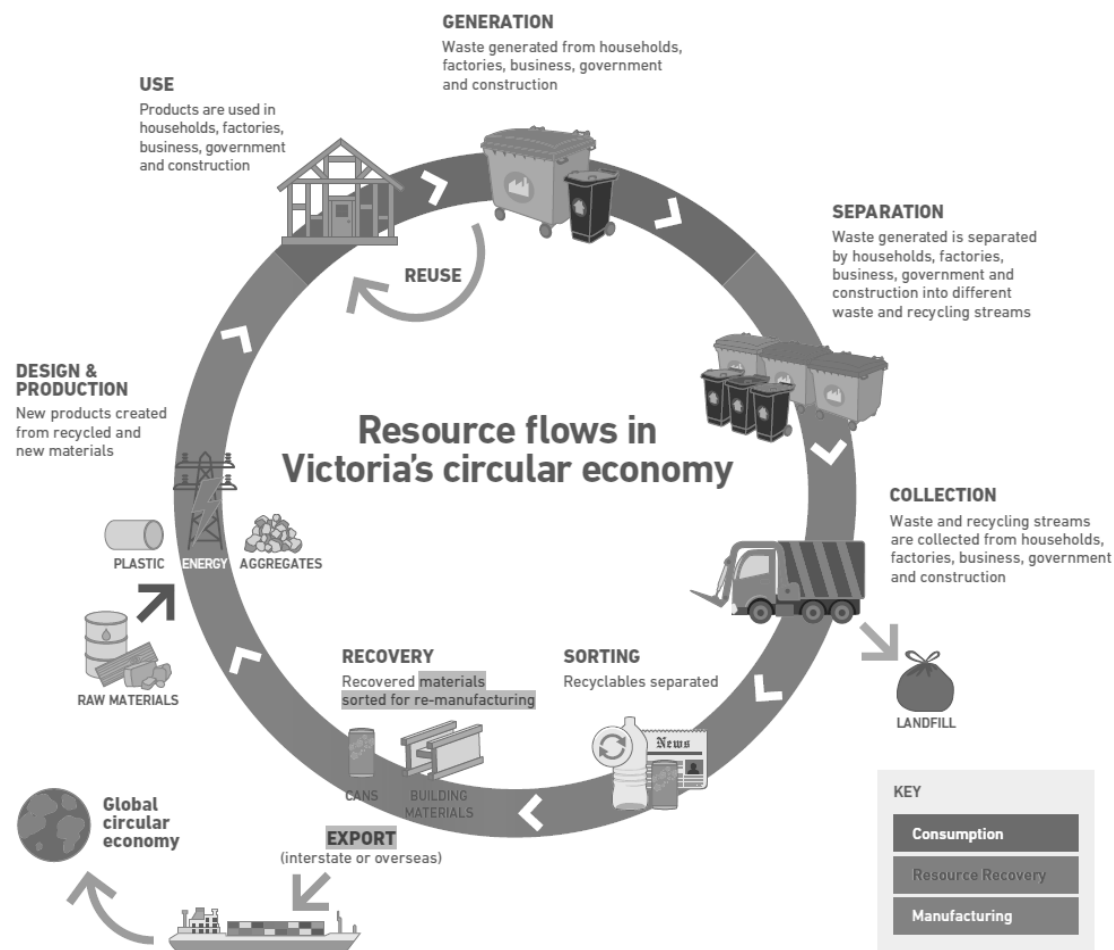 GENERATION
Waste generated from households,
factories, business, government
and construction
USE
Products are used in
households, factories,
business, government
and construction
REUSE
SEPARATION
Waste generated is separated
by households, factories,
business, government and
construction into different
waste and recycling streams
DESIGN &
PRODUCTION
New products created
from recycled and
new materials
Resource flows in
Victoria's circular economy
COLLECTION
Waste and recycling streams
are collected from households,
factories, business, government
and construction
PLASTIC
ENERGY
AGGREGATES
RAW MATERIALS
RECOVERY
Recovered materials
sorted for re-manufacturing
SORTING
Recyclables separated
LANDFILL
News
CANS
BUILDING
MATERIALS
EXPORT
(interstate or overseas)
Global
circular
economy
KEY
Consumption
Resource Recovery
Manufacturing